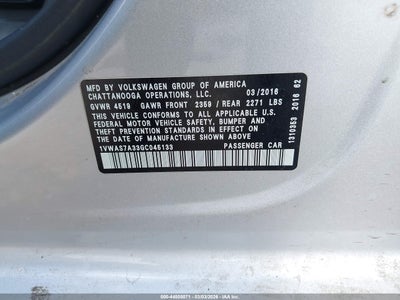 MFD BY VOLKSWAGEN GROUP OF AMERICA
CHATTANOOGA OPERATIONS, LLC. 03/2016
GVWR 4519 GAWR FRONT 2359 / REAR 2271 LBS
THIS VEHICLE CONFORMS TO ALL APPLICABLE U.S.
FEDERAL MOTOR VEHICLE SAFETY, BUMPER AND
THEFT PREVENTION STANDARDS IN EFFECT ON
THE DATE OF MANUFACTURE SHOWN ABOVE
1VWAS7A33GC045133 PASSENGER CAR
1310353 2016 62